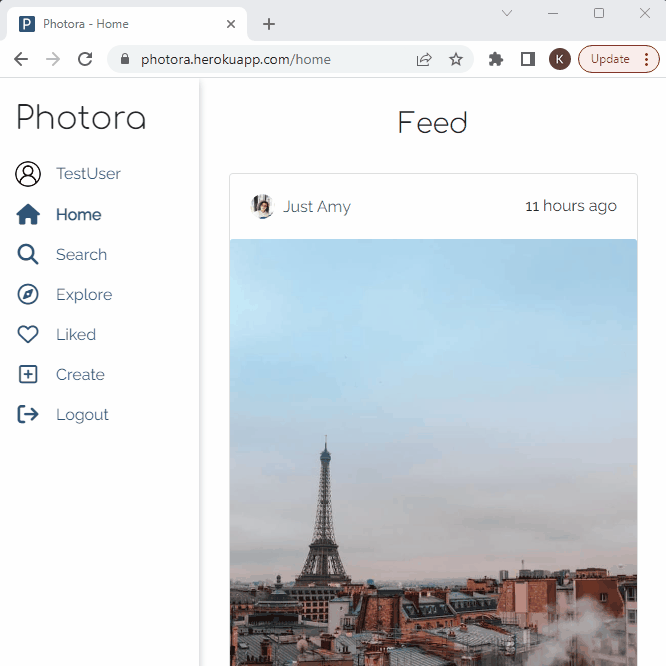 P Photora - Home
photora.herokuapp.com/home
K
Update
Photora
TestUser
Home
Search
Explore
Liked
Create
Logout
Feed
Just Amy
11 hours ago